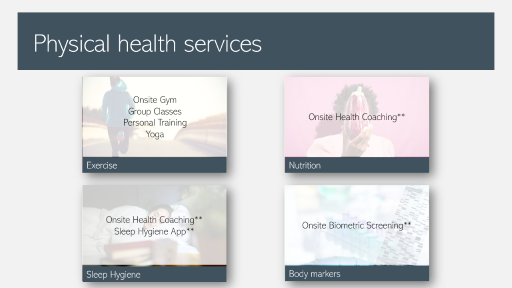 Physical health services
Onsite Gym
Group Classes
Personal Training
Yoga
Exercise
Onsite Health Coaching**
Nutrition
Onsite Health Coaching**
Sleep Hygiene App**
Sleep Hygiene
Onsite Biometric Screening**
Body markers